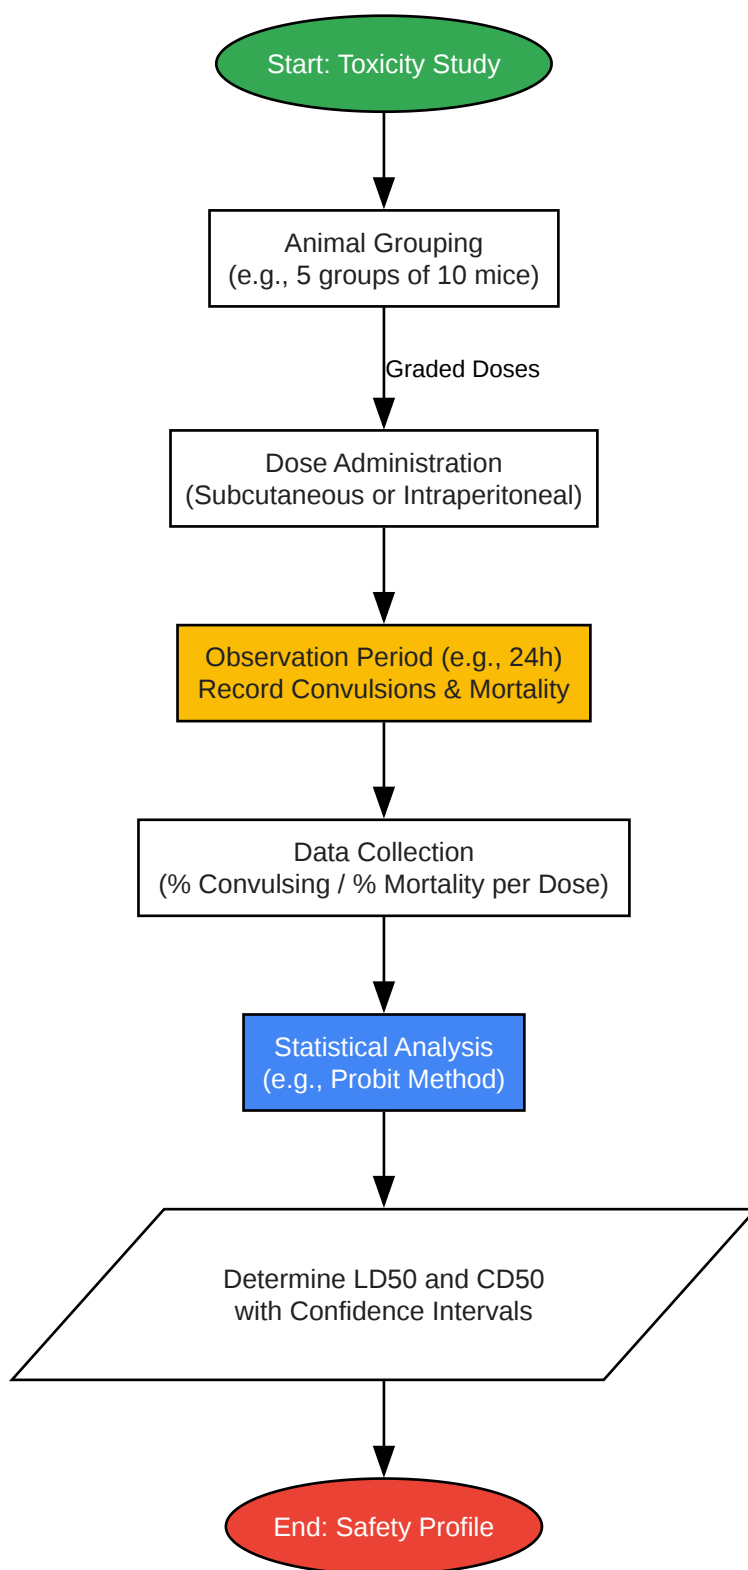 Start: Toxicity Study
Animal Grouping
(e.g., 5 groups of 10 mice)
Graded Doses
Dose Administration
(Subcutaneous or Intraperitoneal)
Observation Period (e.g., 24h)
Record Convulsions & Mortality
Data Collection
(% Convulsing / % Mortality per Dose)
Statistical Analysis
(e.g., Probit Method)
Determine LD50 and CD50
with Confidence Intervals
End: Safety Profile